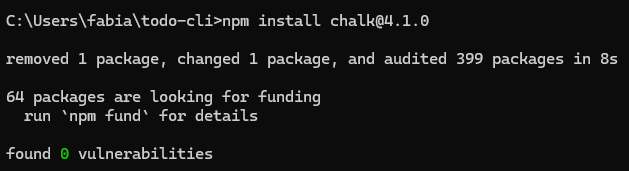 C:\Users\fabia\todo-cli>npm install chalk@4.1.0
removed 1 package, changed 1 package, and audited 399 packages in 8s
64 packages are looking for funding
  run `npm fund` for details
found 0 vulnerabilities